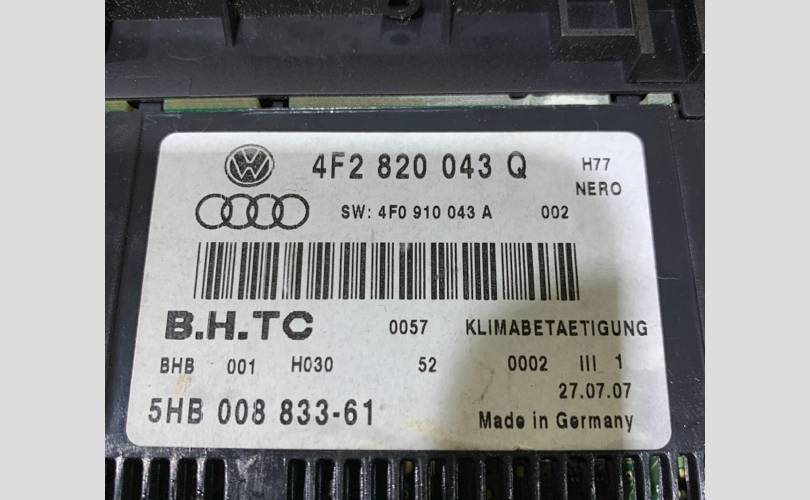 4F2 820 043 Q H77
NERO
SW: 4F0 910 043 A 002
B.H.TC 0057 KLIMABETAETIGUNG
BHB 001 H030 52 0002 III 1
27.07.07
5HB 008 833-61 Made in Germany